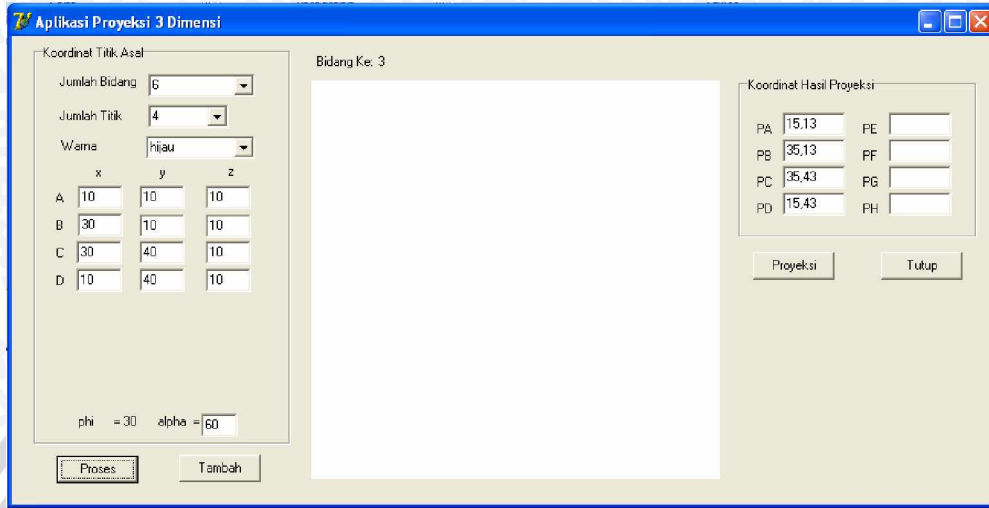 Aplikasi Proyeksi 3 Dimensi
Koordinat Titik Asal
Jumlah Bidang 6
Jumlah Titik 4
Warna hijau
x y z
A 10 10 10
B 30 10 10
C 30 40 10
D 10 40 10
phi = 30 alpha = 60
Proses Tambah
Bidang Ke: 3
Koordinat Hasil Proyeksi
PA 15,13 PE
PB 35,13 PF
PC 35,43 PG
PD 15,43 PH
Proyeksi Tutup